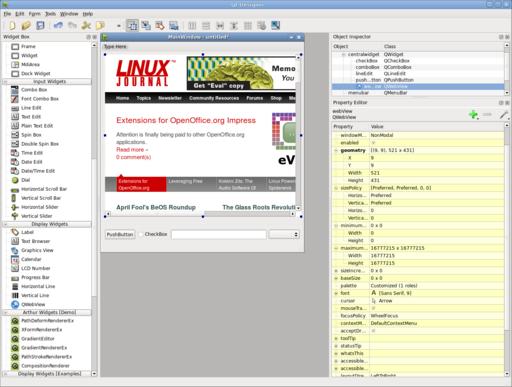 Qt Designer
File Edit Form Tools Window Help
Widget Box
Frame
Widget
MdiArea
Dock Widget
Input Widgets
Combo Box
Font Combo Box
Line Edit
Text Edit
Plain Text Edit
Spin Box
Double Spin Box
Time Edit
Date Edit
Date/Time Edit
Dial
Horizontal Scroll Bar
Vertical Scroll Bar
Horizontal Slider
Vertical Slider
Display Widgets
Label
Text Browser
Graphics View
Calendar
LCD Number
Progress Bar
Horizontal Line
Vertical Line
QWebView
Arthur Widgets [Demo]
PathDeformRendererEx
XFormRendererEx
GradientEditor
GradientRendererEx
PathStrokeRendererEx
CompositionRenderer
Display Widgets [Examples]
MainWindow - untitled*
Type Here
LINUX
JOURNAL
Memo
Get "Eval" copy
For all
Home Topics Newsletter Community Resources Forums Shop Ma
Extensions for OpenOffice.org Impress
Attention is finally being paid to other OpenOffice.org
applications.
Read more
0 comment(s)
eV
Extensions for
OpenOffice.org
Leveraging Free
Kolelni Zile: The
Audio Software Of
Linux Powere
Epidemic
April Fool's BeOS Roundup
The Glass Roots Revoluti
PushButton
CheckBox
Object Inspector
Object Class
centralwidget QWidget
checkBox QCheckBox
comboBox QComboBox
lineEdit QLineEdit
push...tton QPushButton
QWebView
menubar QMenuBar
Property Editor
webView
QWebView
Property Value
windowM... NonModal
enabled
geometry [(9, 9), 521 x 431]
X 9
Y 9
Width 521
Height 431
sizePolicy [Preferred, Preferred, 0, 0]
Horizo... Preferred
Vertica... Preferred
Horizo... 0
Vertica... 0
minimum... 0 x 0
Width 0
Height 0
maximum... 16777215 x 16777215
Width 16777215
Height 16777215
sizeIncre... 0 x 0
baseSize 0 x 0
palette Customized (1 roles)
font A [Sans Serif, 9]
cursor Arrow
mouseTra...
focusPolicy WheelFocus
contextM... DefaultContextMenu
acceptDr...
toolTip
statusTip
whatsThis
accessible...
accessible...
LeftToRight